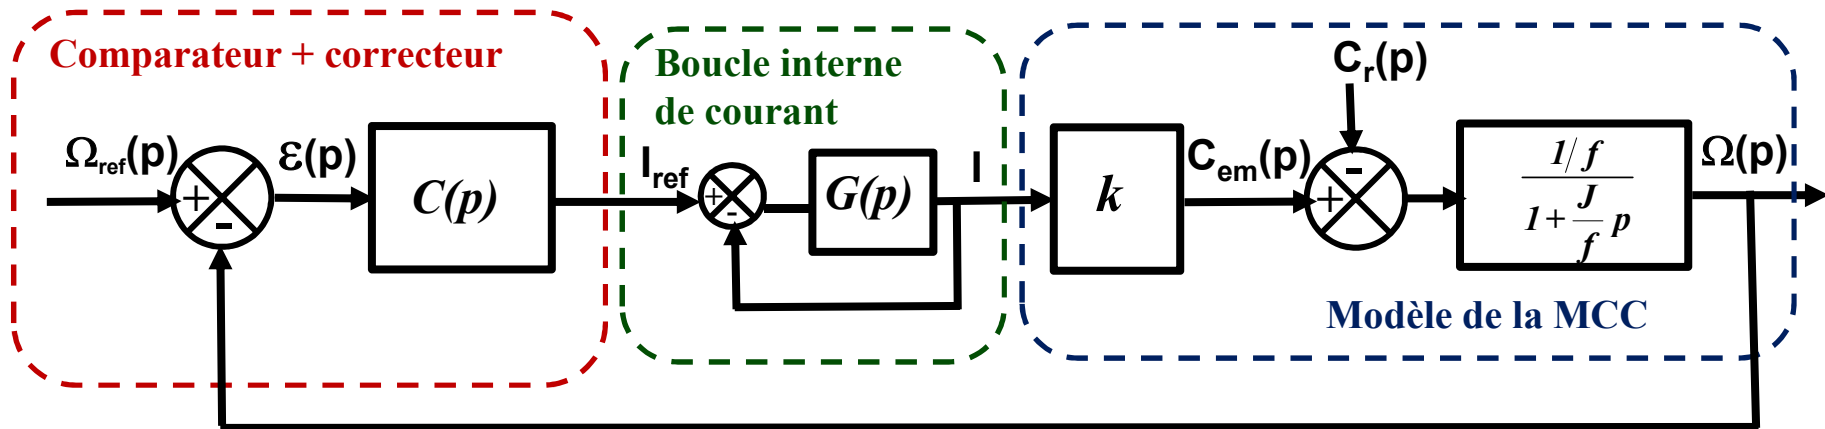 Comparateur + correcteur
Boucle interne
de courant
Cᵣ(p)
Ωref(p)
+
-
ε(p)
C(p)
Iref
+
-
G(p)
I
k
Cem(p)
+
-
1/f
1+ J/f p
Ω(p)
Modèle de la MCC